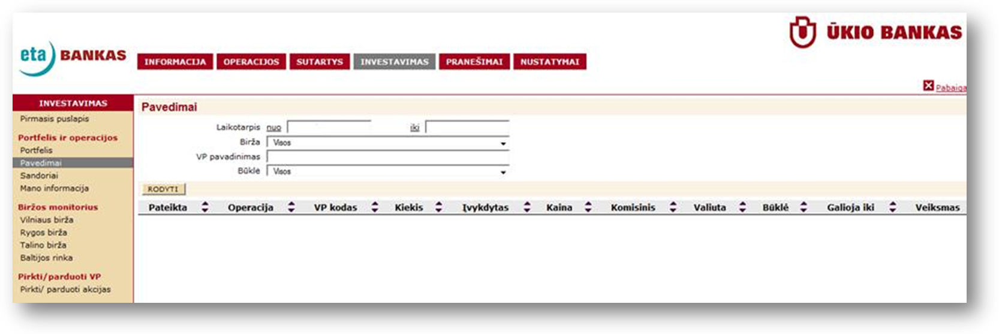 ŪKIO BANKAS
eta BANKAS
INFORMACIJA OPERACIJOS SUTARTYS INVESTAVIMAS PRANEŠIMAI NUSTATYMAI
Pabaiga
INVESTAVIMAS
Pirmasis puslapis
Portfelis ir operacijos
Portfelis
Pavedimai
Sandoriai
Mano informacija
Biržos monitorius
Vilniaus birža
Rygos birža
Talino birža
Baltijos rinka
Pirkti/parduoti VP
Pirkti/ parduoti akcijas
Pavedimai
Laikotarpis nuo iki
Birža Visos
VP pavadinimas
Būklė Visos
RODYTI
Pateikta Operacija VP kodas Kiekis Įvykdytas Kaina Komisinis Valiuta Būklė Galioja iki Veiksmas